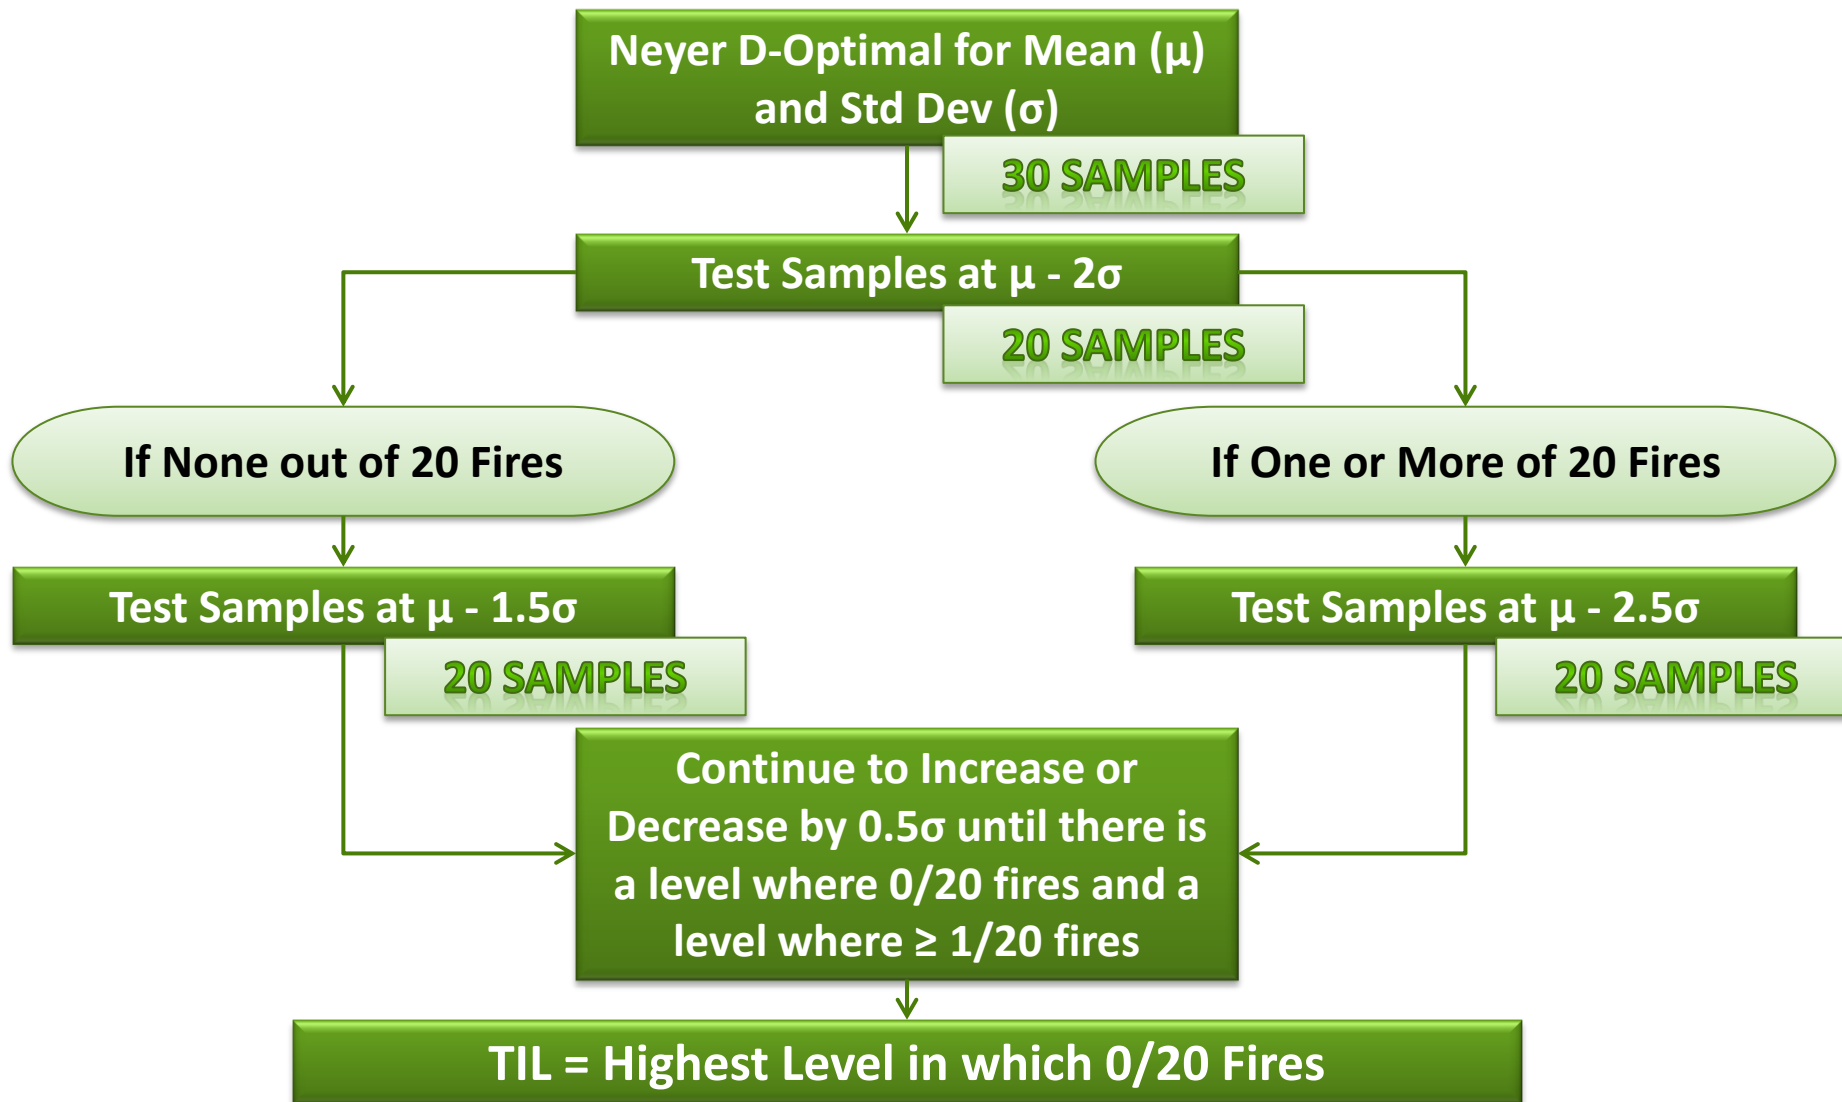 Neyer D-Optimal for Mean (μ)
and Std Dev (σ)
30 SAMPLES
Test Samples at μ - 2σ
20 SAMPLES
If None out of 20 Fires
If One or More of 20 Fires
Test Samples at μ - 1.5σ
Test Samples at μ - 2.5σ
20 SAMPLES
20 SAMPLES
Continue to Increase or
Decrease by 0.5σ until there is
a level where 0/20 fires and a
level where ≥ 1/20 fires
TIL = Highest Level in which 0/20 Fires